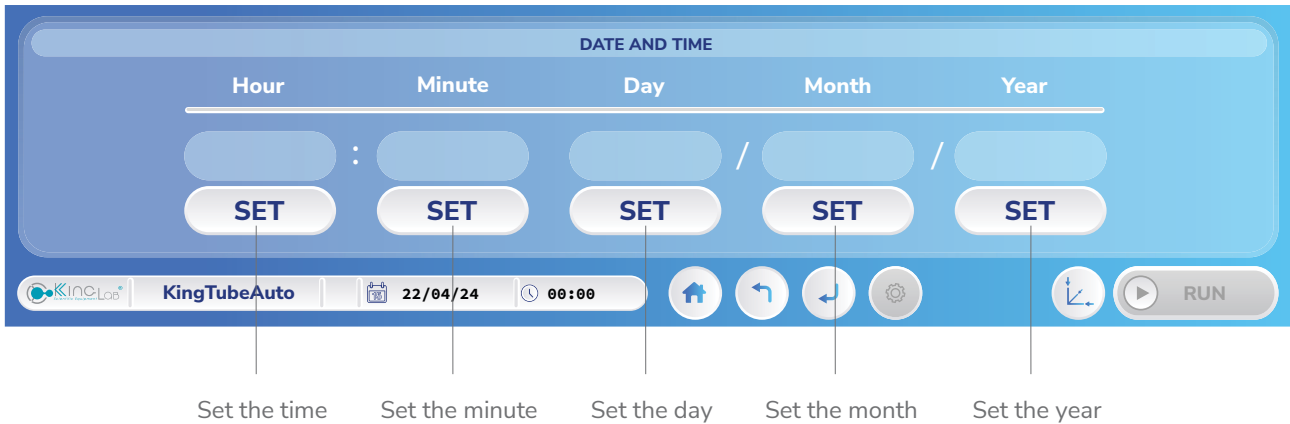 DATE AND TIME
Hour Minute Day Month Year
: / /
SET SET SET SET SET
KingLab® KingTubeAuto 22/04/24 00:00 RUN
Set the time Set the minute Set the day Set the month Set the year